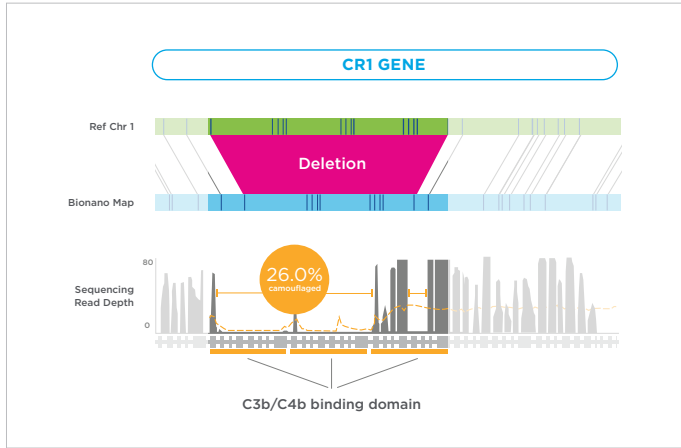 CR1 GENE
Ref Chr 1
Deletion
Bionano Map
80
26.0%
camouflaged
Sequencing
Read Depth
0
C3b/C4b binding domain